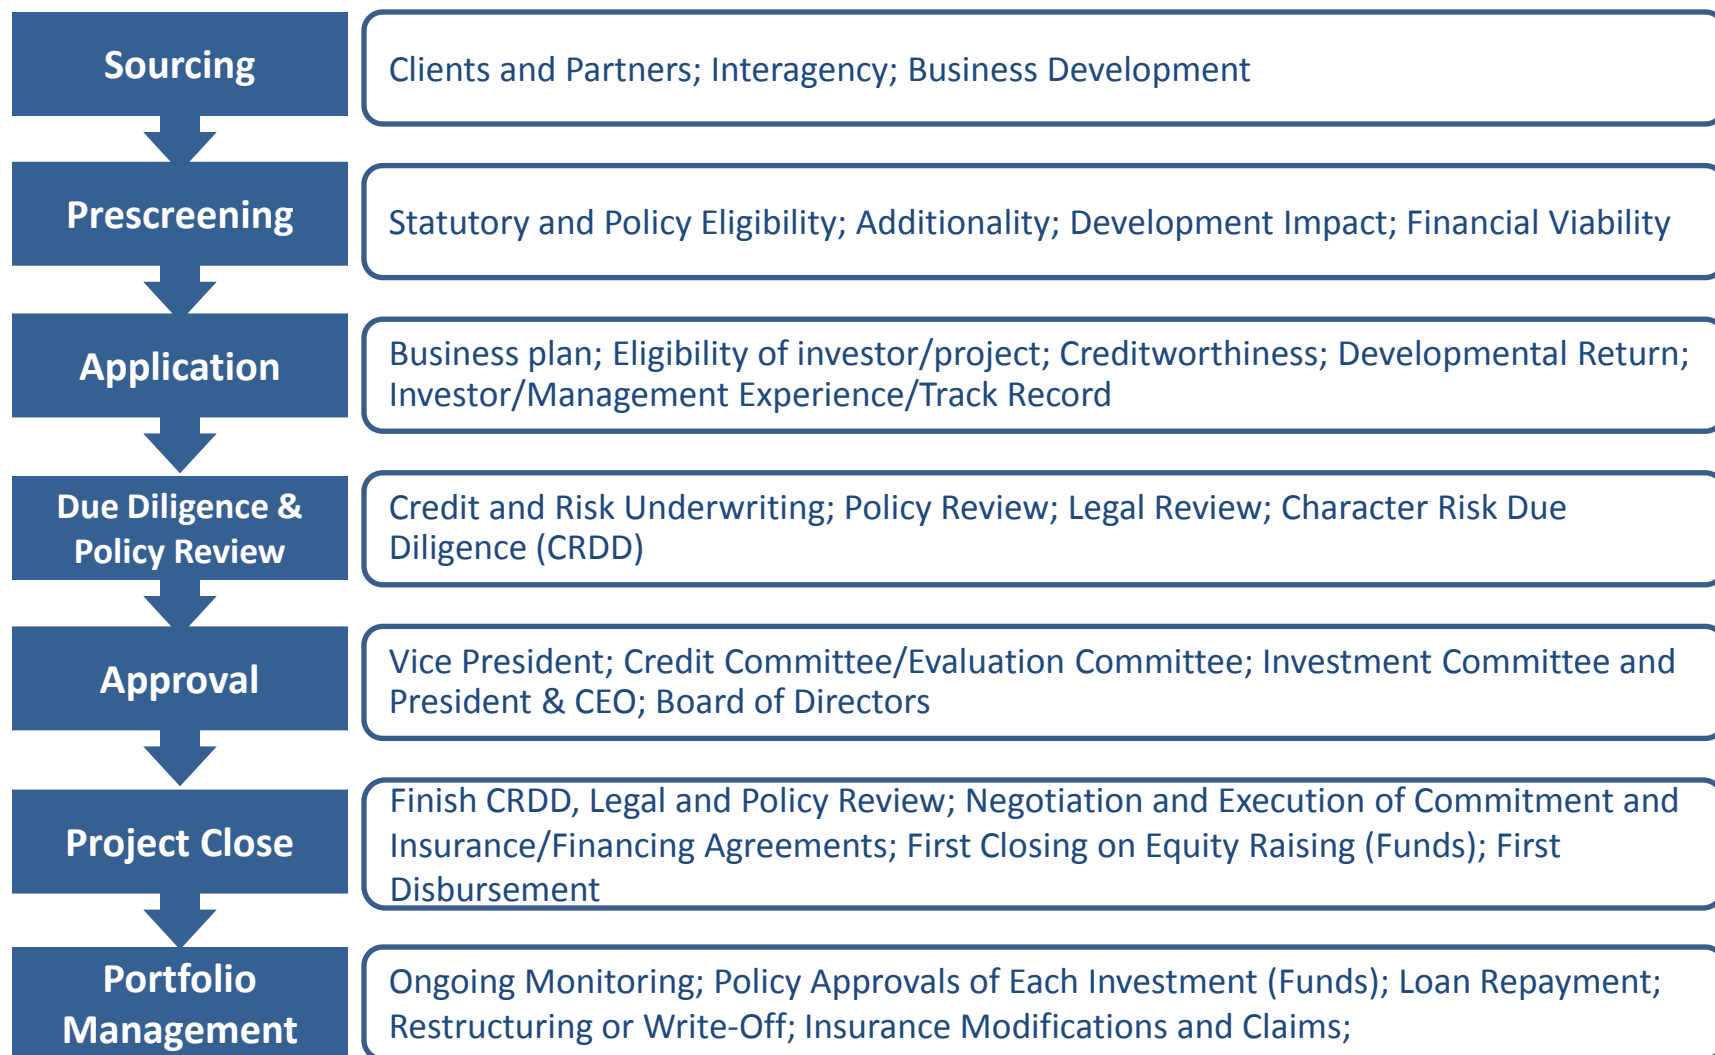 Sourcing
Clients and Partners; Interagency; Business Development
Prescreening
Statutory and Policy Eligibility; Additionality; Development Impact; Financial Viability
Application
Business plan; Eligibility of investor/project; Creditworthiness; Developmental Return;
Investor/Management Experience/Track Record
Due Diligence &
Policy Review
Credit and Risk Underwriting; Policy Review; Legal Review; Character Risk Due
Diligence (CRDD)
Approval
Vice President; Credit Committee/Evaluation Committee; Investment Committee and
President & CEO; Board of Directors
Project Close
Finish CRDD, Legal and Policy Review; Negotiation and Execution of Commitment and
Insurance/Financing Agreements; First Closing on Equity Raising (Funds); First
Disbursement
Portfolio
Management
Ongoing Monitoring; Policy Approvals of Each Investment (Funds); Loan Repayment;
Restructuring or Write-Off; Insurance Modifications and Claims;